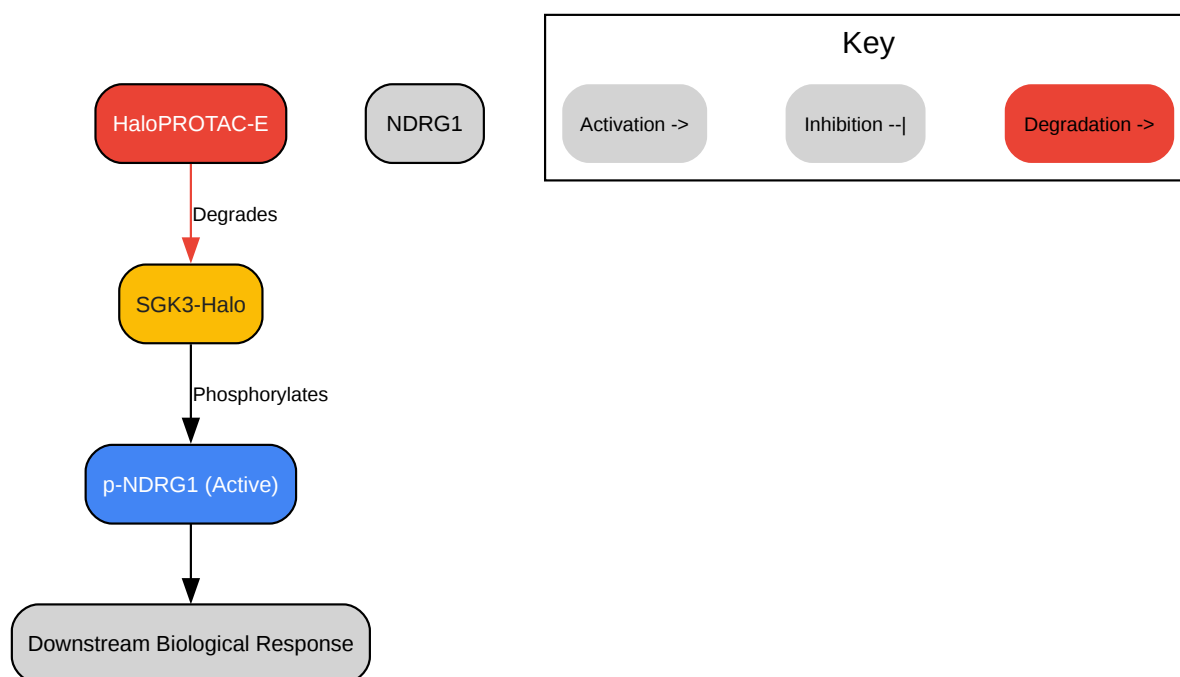 Key
HaloPROTAC-E
NDRG1
Activation ->
Inhibition --|
Degradation ->
Degrades
SGK3-Halo
Phosphorylates
p-NDRG1 (Active)
Downstream Biological Response